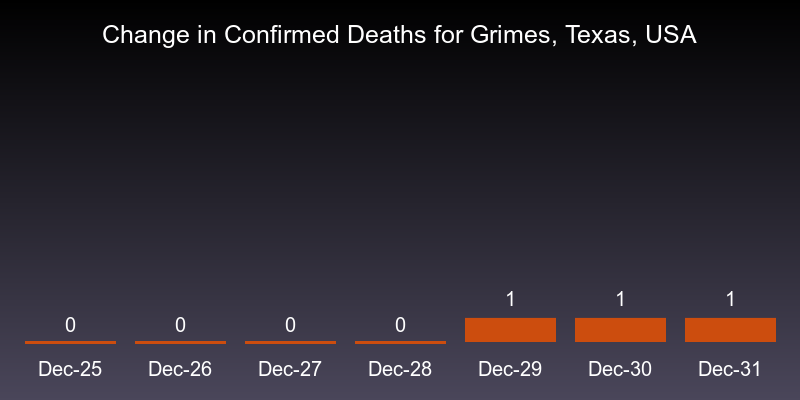 Change in Confirmed Deaths for Grimes, Texas, USA
0 0 0 0 1 1 1
Dec-25 Dec-26 Dec-27 Dec-28 Dec-29 Dec-30 Dec-31